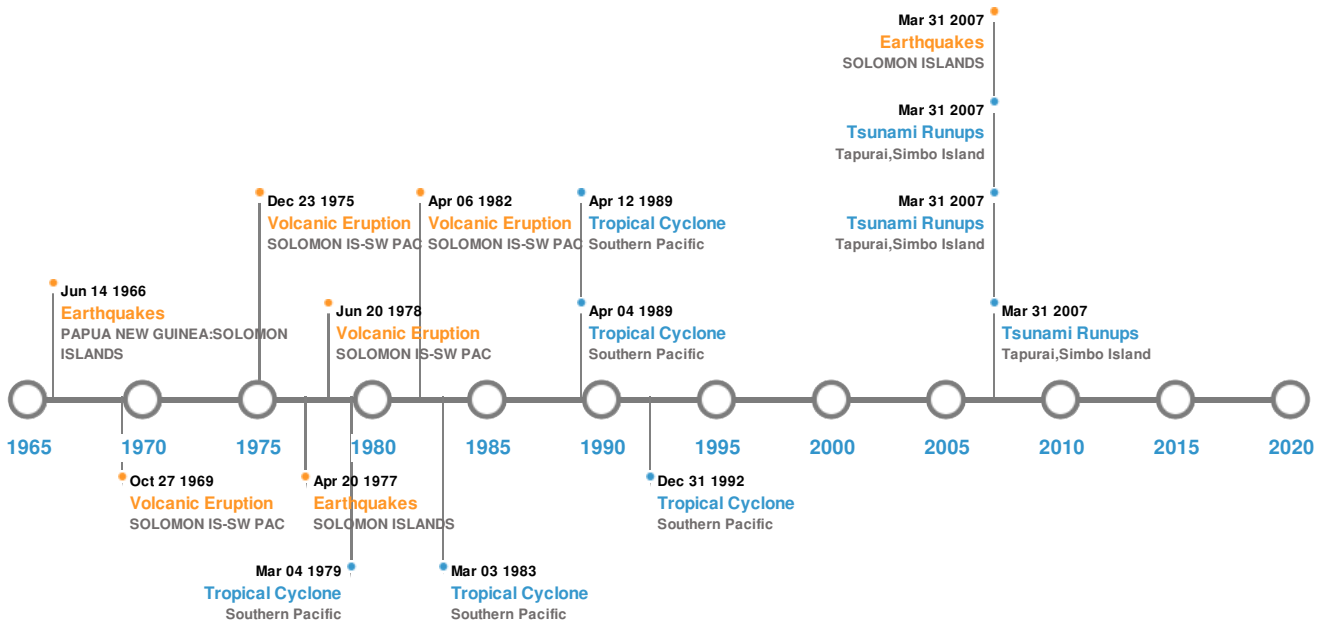 Mar 31 2007
Earthquakes
SOLOMON ISLANDS
Mar 31 2007
Tsunami Runups
Tapurai,Simbo Island
Dec 23 1975
Volcanic Eruption
SOLOMON IS-SW PAC
Apr 06 1982
Volcanic Eruption
SOLOMON IS-SW PAC
Apr 12 1989
Tropical Cyclone
Southern Pacific
Mar 31 2007
Tsunami Runups
Tapurai,Simbo Island
Jun 14 1966
Earthquakes
PAPUA NEW GUINEA:SOLOMON
ISLANDS
Jun 20 1978
Volcanic Eruption
SOLOMON IS-SW PAC
Apr 04 1989
Tropical Cyclone
Southern Pacific
Mar 31 2007
Tsunami Runups
Tapurai,Simbo Island
1965 1970 1975 1980 1985 1990 1995 2000 2005 2010 2015 2020
Oct 27 1969
Volcanic Eruption
SOLOMON IS-SW PAC
Apr 20 1977
Earthquakes
SOLOMON ISLANDS
Dec 31 1992
Tropical Cyclone
Southern Pacific
Mar 04 1979
Tropical Cyclone
Southern Pacific
Mar 03 1983
Tropical Cyclone
Southern Pacific